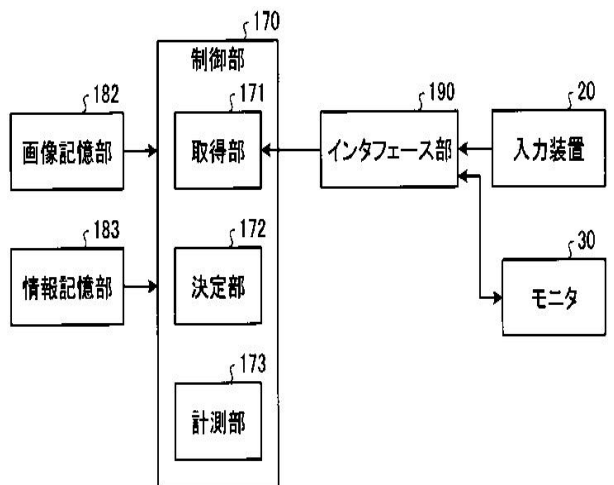 170
制御部
182
画像記憶部
171
取得部
190
インタフェース部
20
入力装置
183
情報記憶部
172
決定部
30
モニタ
173
計測部